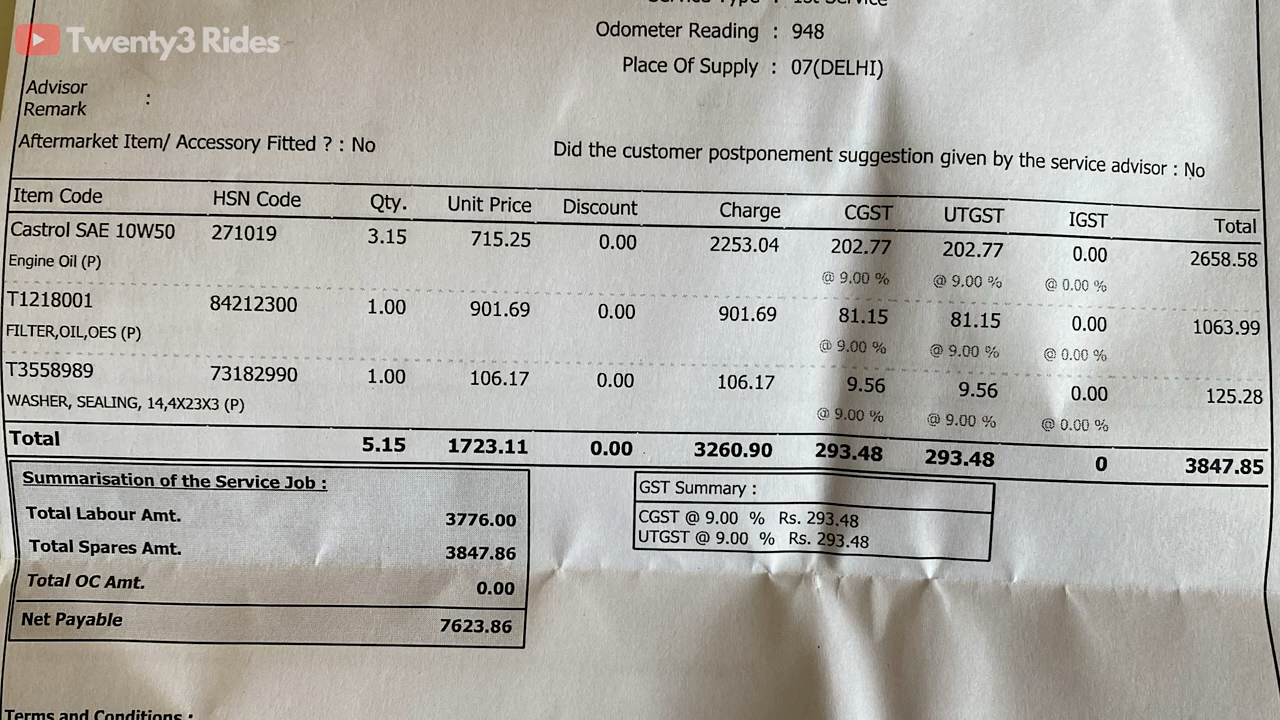 Twenty3 Rides
Service Type : 1st Service
Odometer Reading : 948
Place Of Supply : 07(DELHI)
Advisor
Remark :
Aftermarket Item/ Accessory Fitted ? : No
Did the customer postponement suggestion given by the service advisor : No
Item Code HSN Code Qty. Unit Price Discount Charge CGST UTGST IGST Total
Castrol SAE 10W50 271019 3.15 715.25 0.00 2253.04 202.77 202.77 0.00 2658.58
Engine Oil (P) @ 9.00 % @ 9.00 % @ 0.00 %
T1218001 84212300 1.00 901.69 0.00 901.69 81.15 81.15 0.00 1063.99
FILTER,OIL,OES (P) @ 9.00 % @ 9.00 % @ 0.00 %
T3558989 73182990 1.00 106.17 0.00 106.17 9.56 9.56 0.00 125.28
WASHER, SEALING, 14,4X23X3 (P) @ 9.00 % @ 9.00 % @ 0.00 %
Total 5.15 1723.11 0.00 3260.90 293.48 293.48 0 3847.85
Summarisation of the Service Job :
Total Labour Amt. 3776.00
Total Spares Amt. 3847.86
Total OC Amt. 0.00
Net Payable 7623.86
GST Summary :
CGST @ 9.00 % Rs. 293.48
UTGST @ 9.00 % Rs. 293.48
Terms and Conditions :